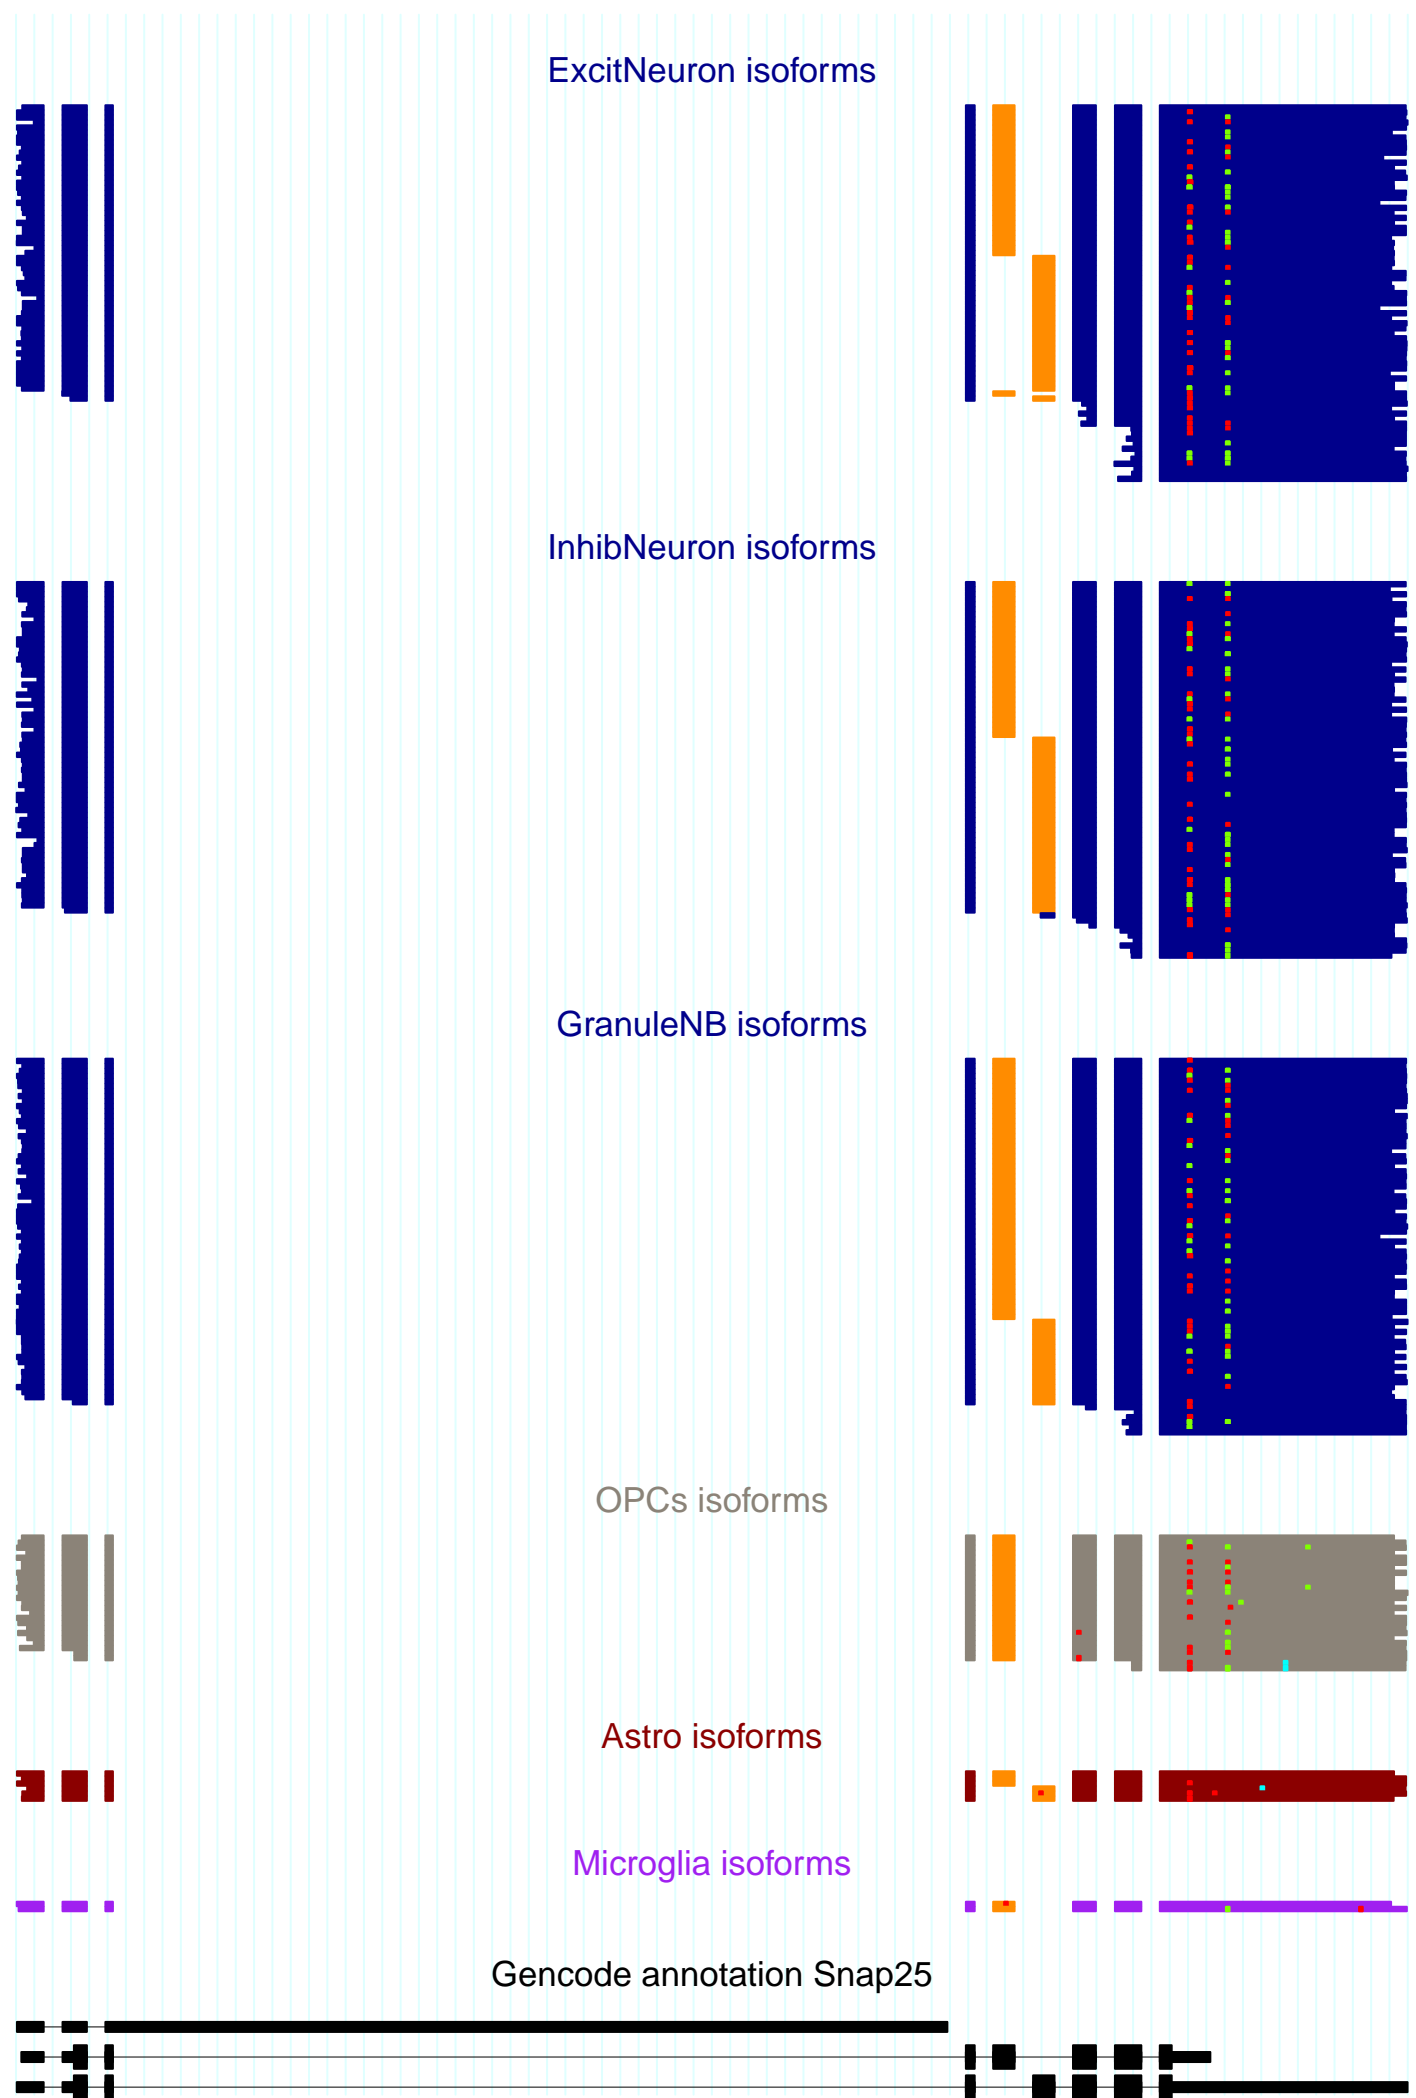 ExcitNeuron isoforms
InhibNeuron isoforms
GranuleNB isoforms
OPCs isoforms
Astro isoforms
Microglia isoforms
Gencode annotation Snap25